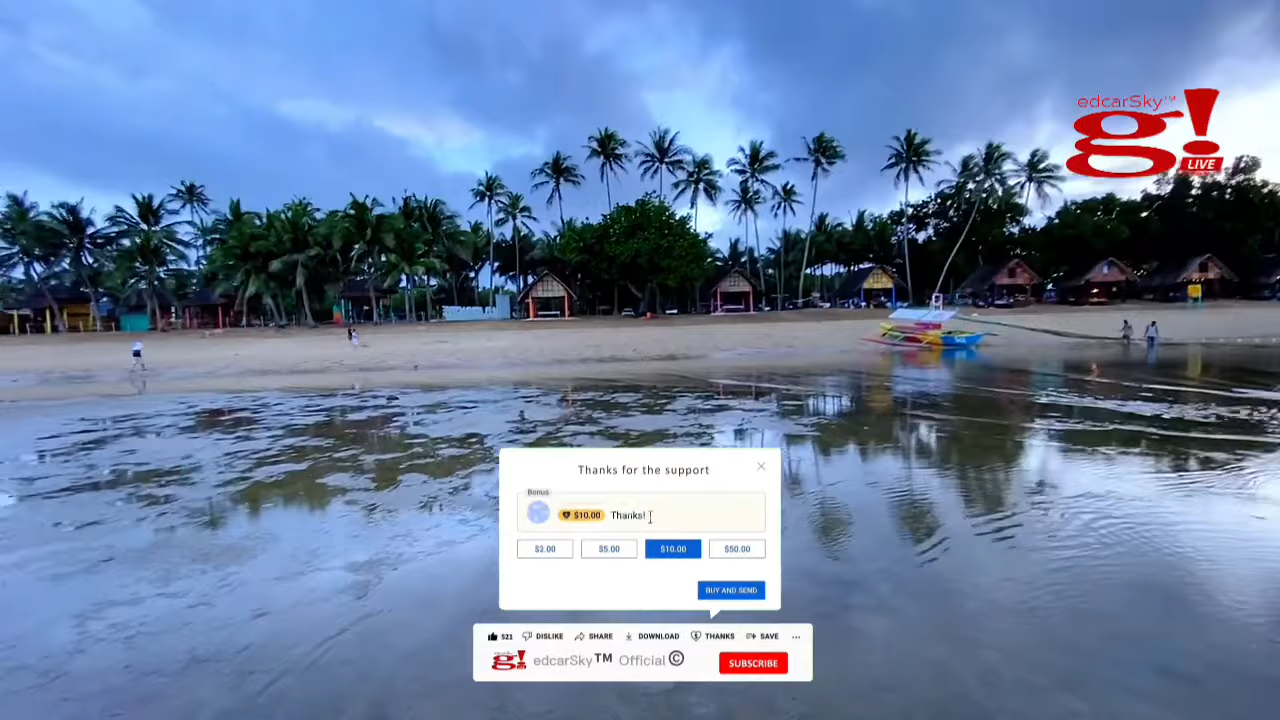 edcarSky™
g!
LIVE
Thanks for the support
Bonus
$10.00 Thanks!
$2.00 $5.00 $10.00 $50.00
BUY AND SEND
521 DISLIKE SHARE DOWNLOAD THANKS SAVE ...
g! edcarSky™ Official ©
SUBSCRIBE